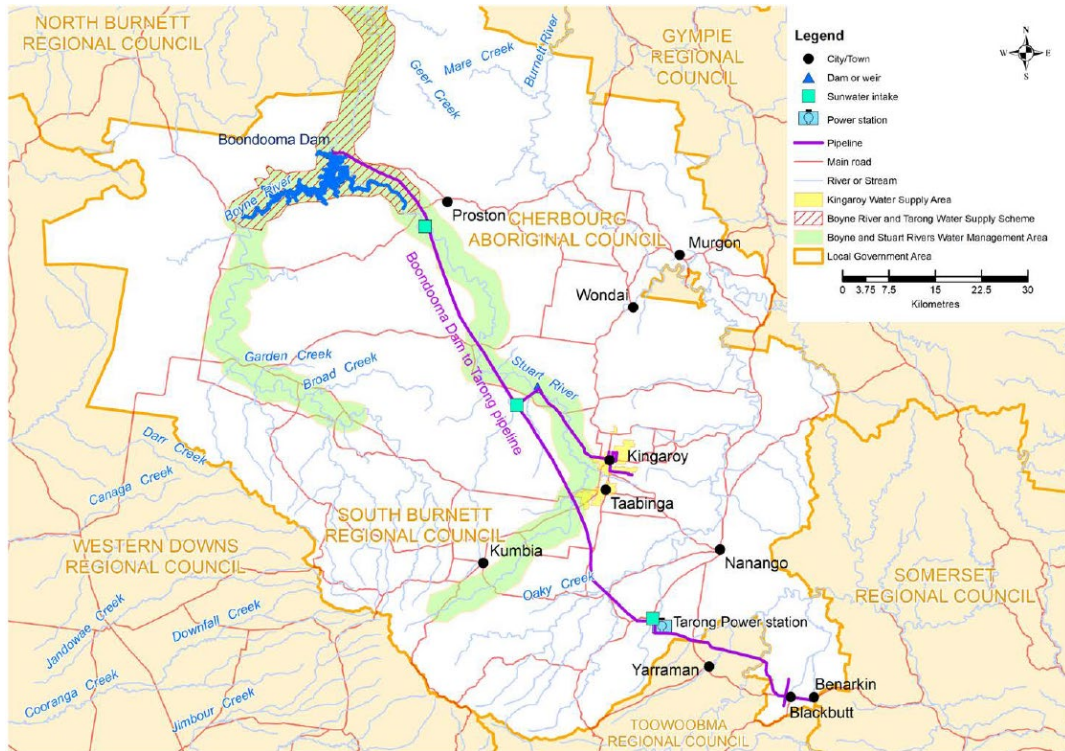 NORTH BURNETT
REGIONAL COUNCIL
Geer Creek
Mare Creek
Burnett River
GYMPIE
REGIONAL
COUNCIL
Boondooma Dam
Boyne River
Proston
CHERBOURG
ABORIGINAL COUNCIL
Murgon
Wondai
Boondooma Dam to Tarong pipeline
Garden Creek
Broad Creek
Stuart River
Darr Creek
Canaga Creek
Kingaroy
Taabinga
SOUTH BURNETT
REGIONAL COUNCIL
WESTERN DOWNS
REGIONAL COUNCIL
Kumbia
Nanango
Oaky Creek
SOMERSET
REGIONAL COUNCIL
Jandowae Creek
Downfall Creek
Tarong Power station
Cooranga Creek
Jimbour Creek
Yarraman
Benarkin
Blackbutt
TOOWOOBMA
REGIONAL COUNCIL
Legend
City/Town
Dam or weir
Sunwater intake
Power station
Pipeline
Main road
River or Stream
Kingaroy Water Supply Area
Boyne River and Tarong Water Supply Scheme
Boyne and Stuart Rivers Water Management Area
Local Government Area
0 3.75 7.5 15 22.5 30
Kilometres
N
W E
S